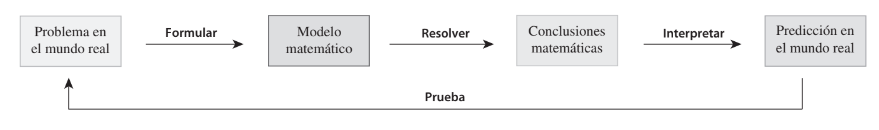 Problema en
el mundo real
Formular
Modelo
matemático
Resolver
Conclusiones
matemáticas
Interpretar
Predicción en
el mundo real
Prueba